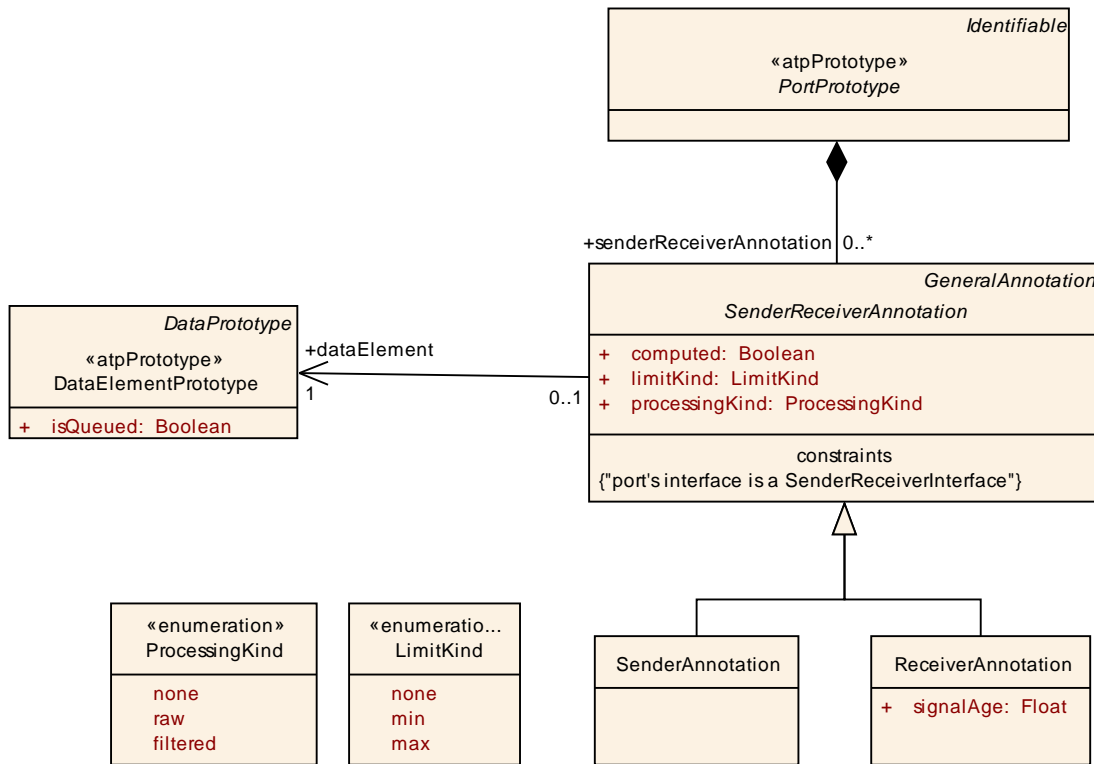 Identifiable
«atpPrototype»
PortPrototype
+senderReceiverAnnotation 0..*
GeneralAnnotation
SenderReceiverAnnotation
+ computed: Boolean
+ limitKind: LimitKind
+ processingKind: ProcessingKind
constraints
{"port's interface is a SenderReceiverInterface"}
DataPrototype
«atpPrototype»
DataElementPrototype
+ isQueued: Boolean
+dataElement
1
0..1
«enumeration»
ProcessingKind
none
raw
filtered
«enumeratio...
LimitKind
none
min
max
SenderAnnotation
ReceiverAnnotation
+ signalAge: Float